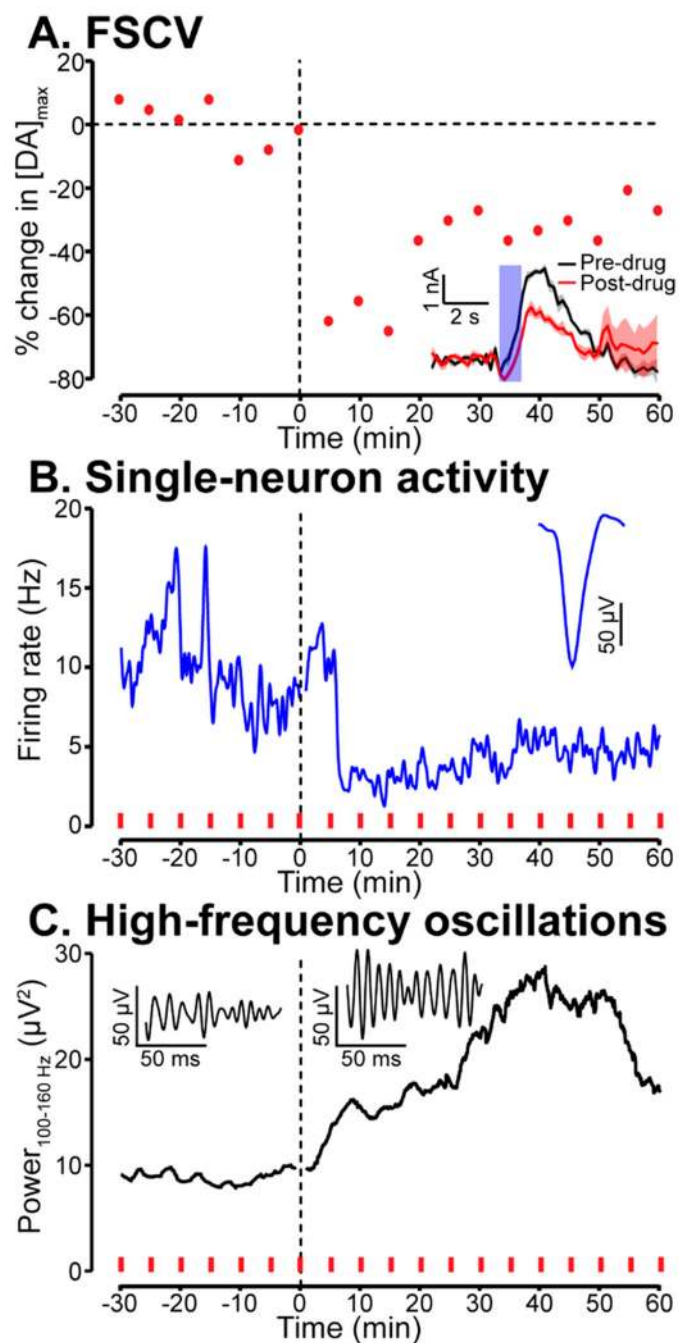 A. FSCV
20
0
-20
-40
-60
-80
% change in [DA]max
1 nA
2 s
Pre-drug
Post-drug
-30 -20 -10 0 10 20 30 40 50 60
Time (min)
B. Single-neuron activity
20
15
10
5
0
Firing rate (Hz)
50 µV
-30 -20 -10 0 10 20 30 40 50 60
Time (min)
C. High-frequency oscillations
30
20
10
0
Power100-160 Hz (µV²)
50 µV
50 ms
50 µV
50 ms
-30 -20 -10 0 10 20 30 40 50 60
Time (min)